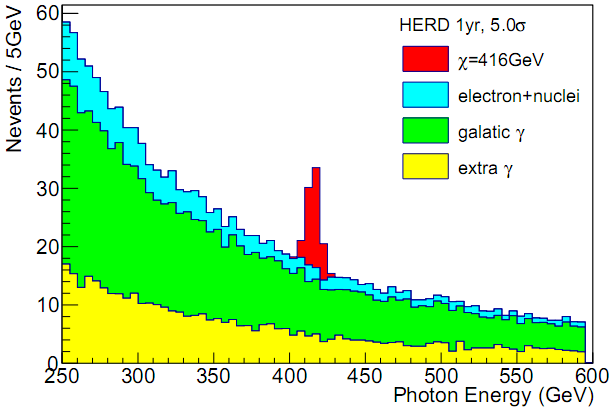 HERD 1yr, 5.0σ
χ=416GeV
electron+nuclei
galatic γ
extra γ
Nevents / 5GeV
60
50
40
30
20
10
0
250 300 350 400 450 500 550 600
Photon Energy (GeV)